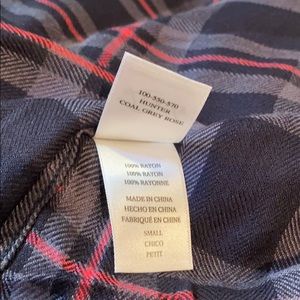 100-550-570
HUNTER
COAL GREY ROSE
100% RAYON
100% RAYON
100% RAYONNE
MADE IN CHINA
HECHO EN CHINA
FABRIQUÉ EN CHINE
SMALL
CHICO
PETIT